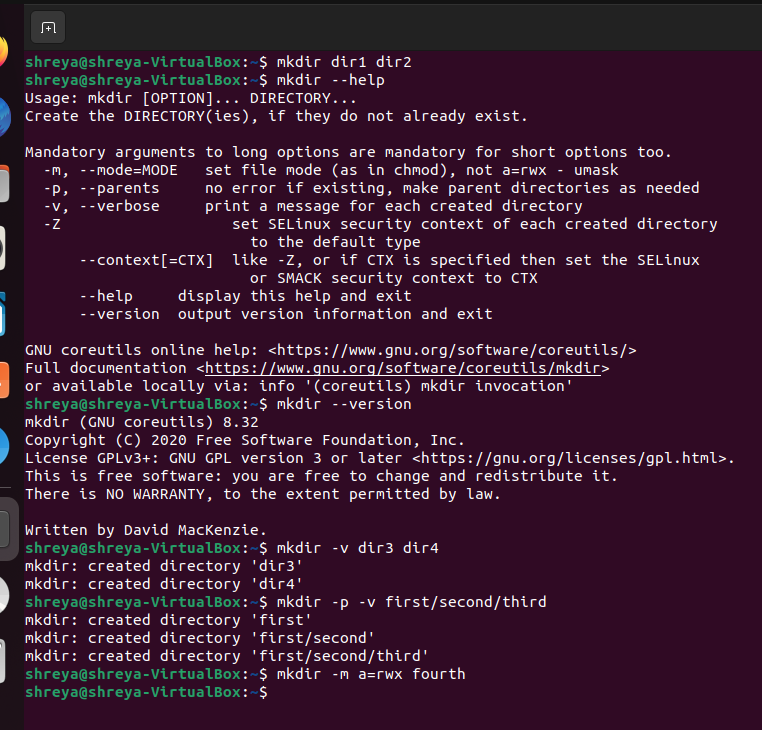 shreya@shreya-VirtualBox:~$ mkdir dir1 dir2
shreya@shreya-VirtualBox:~$ mkdir --help
Usage: mkdir [OPTION]... DIRECTORY...
Create the DIRECTORY(ies), if they do not already exist.

Mandatory arguments to long options are mandatory for short options too.
  -m, --mode=MODE   set file mode (as in chmod), not a=rwx - umask
  -p, --parents     no error if existing, make parent directories as needed
  -v, --verbose     print a message for each created directory
  -Z                   set SELinux security context of each created directory
                         to the default type
      --context[=CTX]  like -Z, or if CTX is specified then set the SELinux
                         or SMACK security context to CTX
      --help     display this help and exit
      --version  output version information and exit

GNU coreutils online help: <https://www.gnu.org/software/coreutils/>
Full documentation <https://www.gnu.org/software/coreutils/mkdir>
or available locally via: info '(coreutils) mkdir invocation'
shreya@shreya-VirtualBox:~$ mkdir --version
mkdir (GNU coreutils) 8.32
Copyright (C) 2020 Free Software Foundation, Inc.
License GPLv3+: GNU GPL version 3 or later <https://gnu.org/licenses/gpl.html>.
This is free software: you are free to change and redistribute it.
There is NO WARRANTY, to the extent permitted by law.

Written by David MacKenzie.
shreya@shreya-VirtualBox:~$ mkdir -v dir3 dir4
mkdir: created directory 'dir3'
mkdir: created directory 'dir4'
shreya@shreya-VirtualBox:~$ mkdir -p -v first/second/third
mkdir: created directory 'first'
mkdir: created directory 'first/second'
mkdir: created directory 'first/second/third'
shreya@shreya-VirtualBox:~$ mkdir -m a=rwx fourth
shreya@shreya-VirtualBox:~$